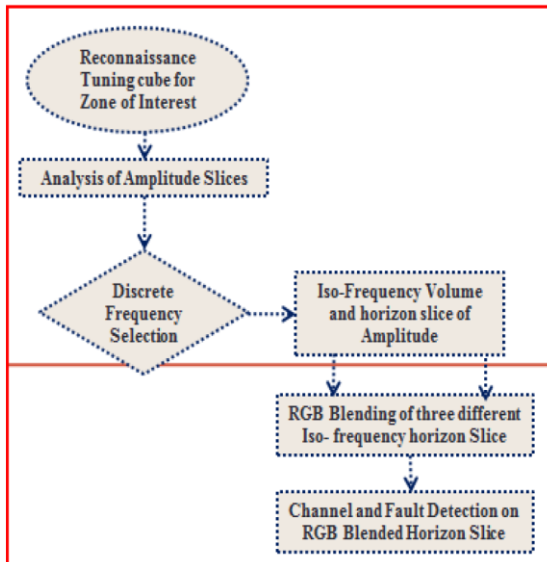 Reconnaissance
Tuning cube for
Zone of Interest
Analysis of Amplitude Slices
Discrete
Frequency
Selection
Iso-Frequency Volume
and horizon slice of
Amplitude
RGB Blending of three different
Iso- frequency horizon Slice
Channel and Fault Detection on
RGB Blended Horizon Slice